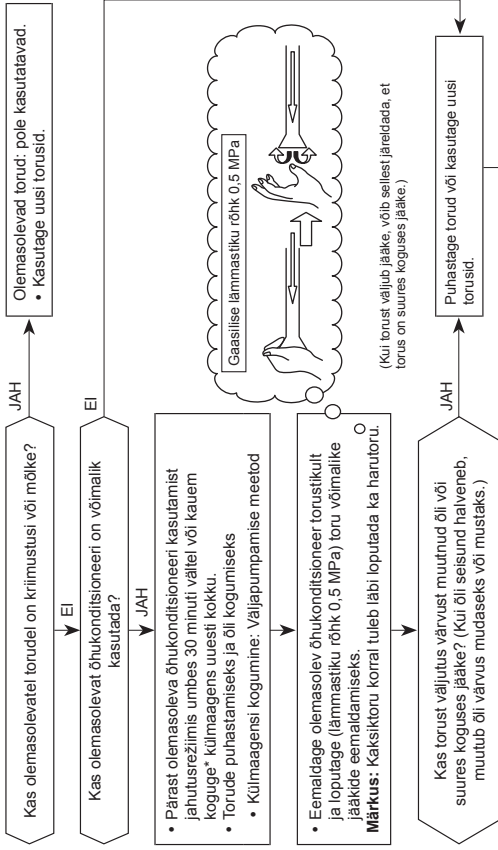 Kas olemasolevatel torudel on kriimustusi või mõlke?
JAH
Olemasolevad torud: pole kasutatavad.
• Kasutage uusi torusid.
EI
Kas olemasolevat õhukonditsioneeri on võimalik
kasutada?
EI
JAH
• Pärast olemasoleva õhukonditsioneeri kasutamist
jahutusrežiimis umbes 30 minuti vältel või kauem
koguge* külmaagens uuesti kokku.
• Torude puhastamiseks ja õli kogumiseks
• Külmaagensi kogumine: Väljapumpamise meetod
Gaasilise lämmastiku rõhk 0,5 MPa
• Eemaldage olemasolev õhukonditsioneer torustikult
ja loputage (lämmastiku rõhk 0,5 MPa) toru võimalike
jääkide eemaldamiseks.
Märkus: Kaksiktoru korral tuleb läbi loputada ka harutoru.
(Kui torust väljub jääke, võib sellest järeldada, et
torus on suures koguses jääke.)
Kas torust väljutus värvust muutnud õli või
suures koguses jääke? (Kui õli seisund halveneb,
muutub õli värvus mudaseks või mustaks.)
JAH
Puhastage torud või kasutage uusi
torusid.